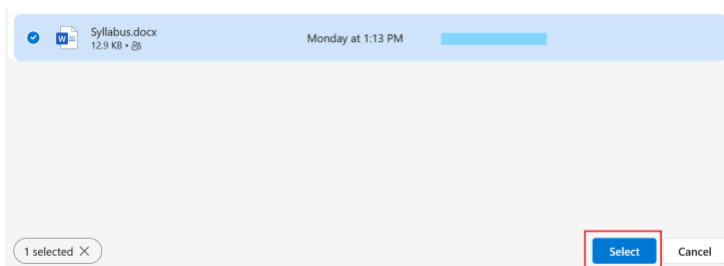 Syllabus.docx
12.9 KB •
Monday at 1:13 PM
1 selected
Select
Cancel